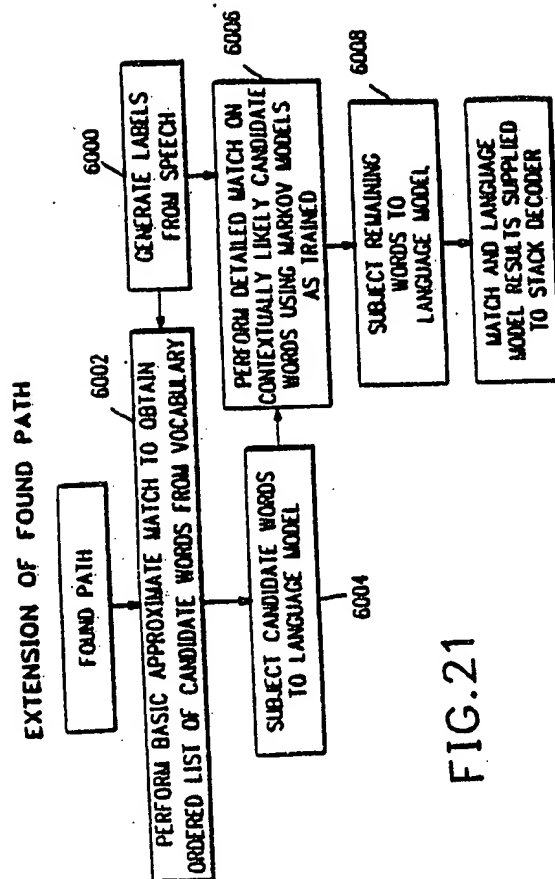 EXTENSION OF FOUND PATH
FOUND PATH
6002
PERFORM BASIC APPROXIMATE MATCH TO OBTAIN
ORDERED LIST OF CANDIDATE WORDS FROM VOCABULARY
6000
GENERATE LABELS
FROM SPEECH
SUBJECT CANDIDATE WORDS
TO LANGUAGE MODEL
6004
6006
PERFORM DETAILED MATCH ON
CONTEXTUALLY LIKELY CANDIDATE
WORDS USING MARKOV MODELS
AS TRAINED
6008
SUBJECT REMAINING
WORDS TO
LANGUAGE MODEL
MATCH AND LANGUAGE
MODEL RESULTS SUPPLIED
TO STACK DECODER
FIG.21